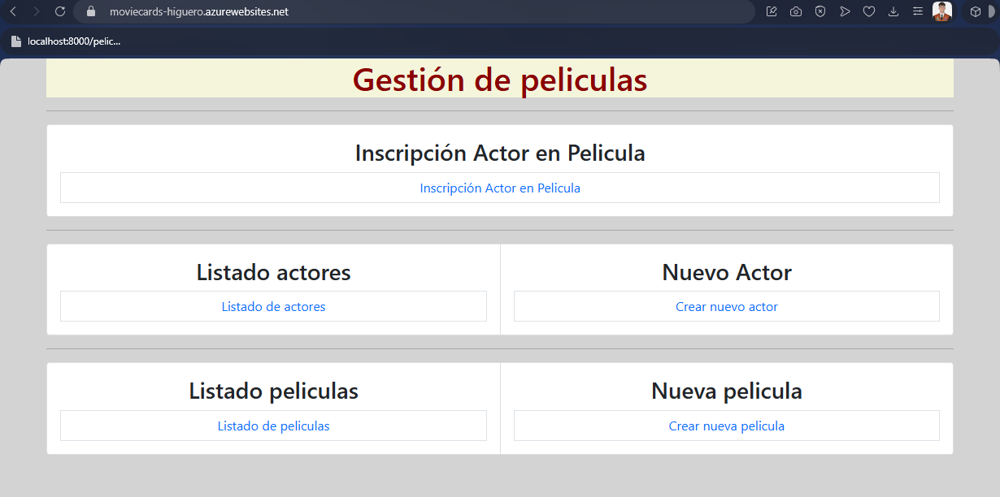 moviecards-higuero.azurewebsites.net
localhost:8000/pelic...
Gestión de peliculas
Inscripción Actor en Pelicula
Inscripción Actor en Pelicula
Listado actores
Listado de actores
Nuevo Actor
Crear nuevo actor
Listado peliculas
Listado de peliculas
Nueva pelicula
Crear nueva pelicula